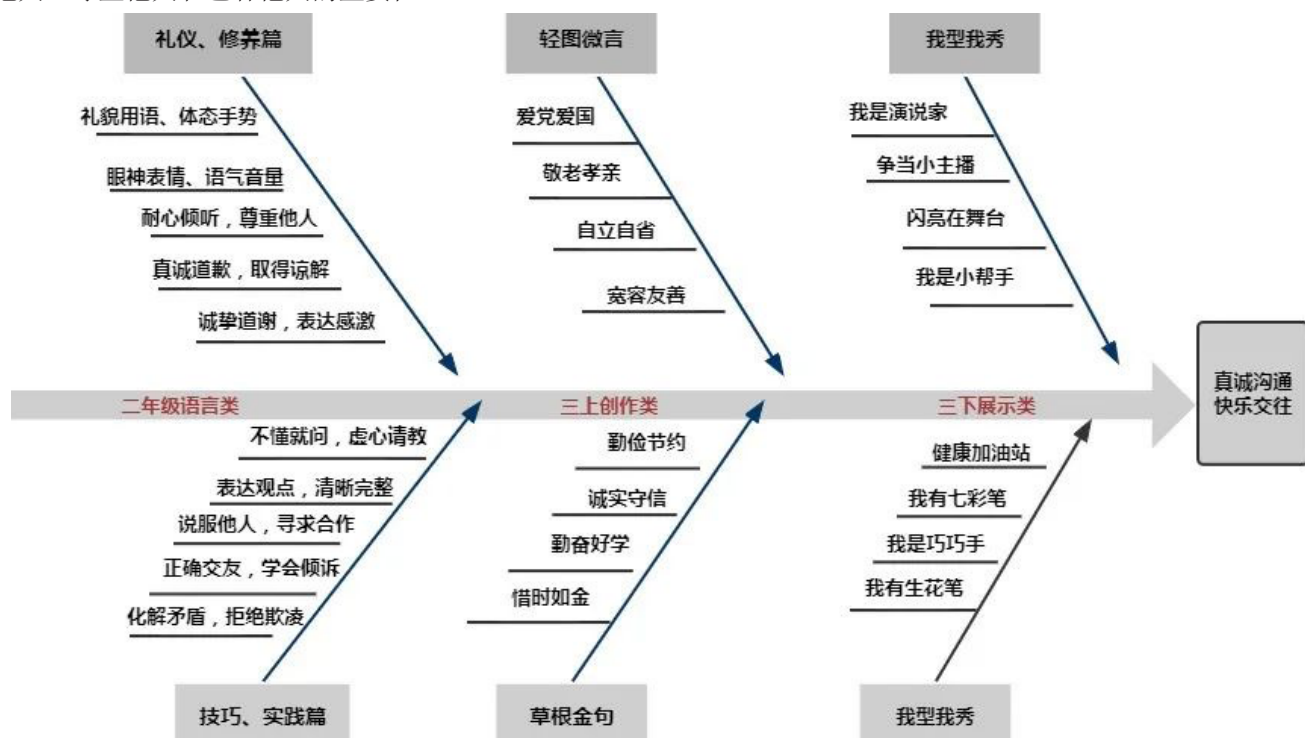 礼仪、修养篇
轻图微言
我型我秀
礼貌用语、体态手势
眼神表情、语气音量
耐心倾听，尊重他人
真诚道歉，取得谅解
诚挚道谢，表达感激
爱党爱国
敬老孝亲
自立自省
宽容友善
我是演说家
争当小主播
闪亮在舞台
我是小帮手
二年级语言类
三上创作类
三下展示类
真诚沟通
快乐交往
不懂就问，虚心请教
表达观点，清晰完整
说服他人，寻求合作
正确交友，学会倾诉
化解矛盾，拒绝欺凌
勤俭节约
诚实守信
勤奋好学
惜时如金
健康加油站
我有七彩笔
我是巧巧手
我有生花笔
技巧、实践篇
草根金句
我型我秀